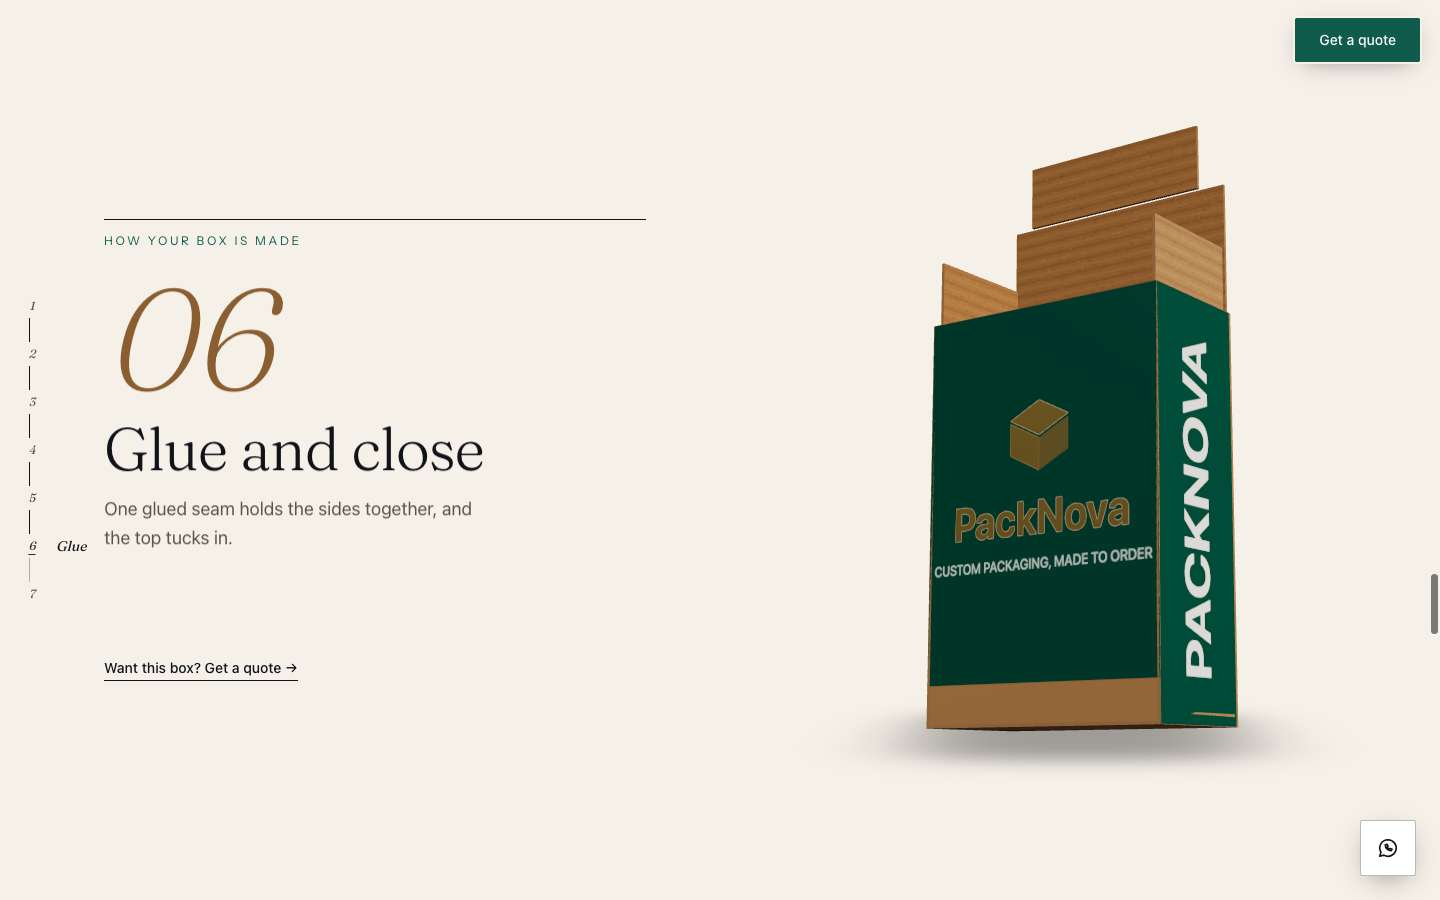 Get a quote
HOW YOUR BOX IS MADE
06
Glue and close
One glued seam holds the sides together, and
the top tucks in.
Want this box? Get a quote →
1
2
3
4
5
6 Glue
7
PackNova
CUSTOM PACKAGING, MADE TO ORDER
PACKNOVA